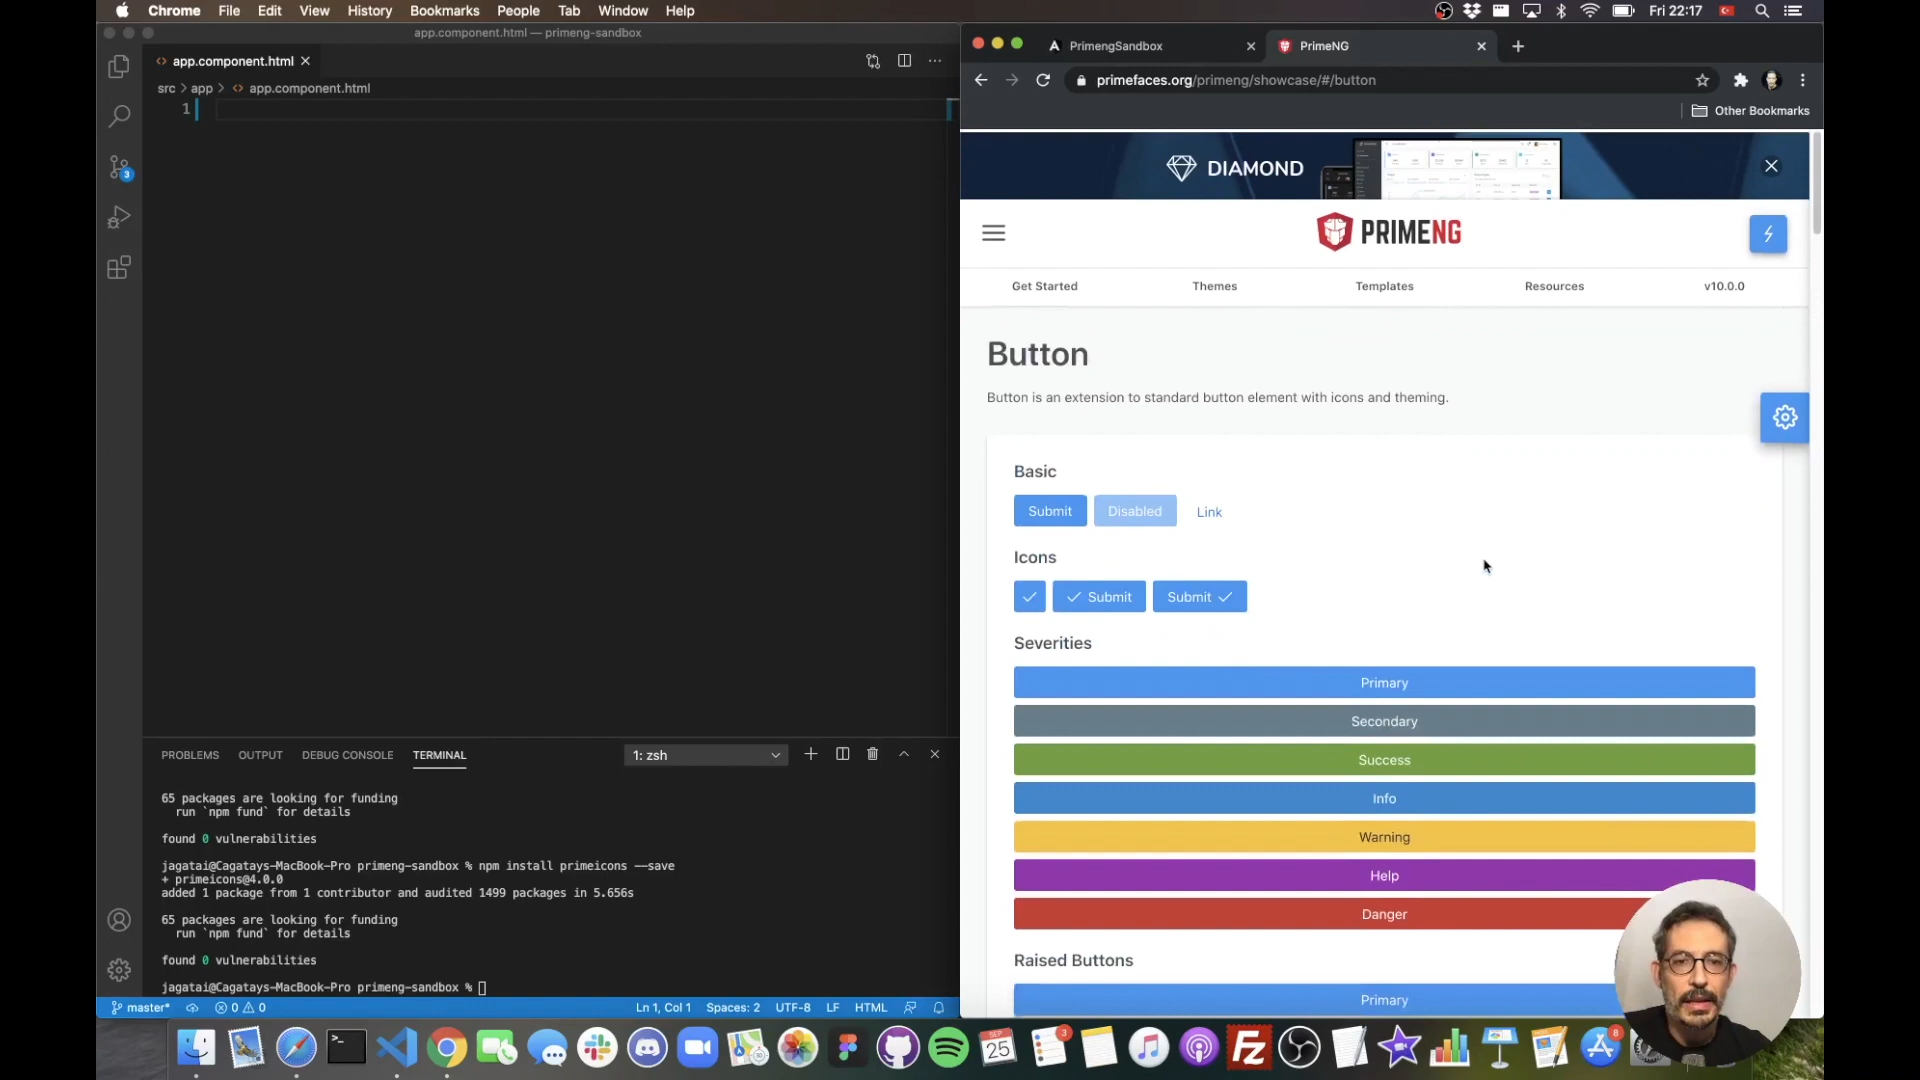 Chrome File Edit View History Bookmarks People Tab Window Help
Fri 22:17
app.component.html — primeng-sandbox
app.component.html
src > app > app.component.html
1
3
PROBLEMS OUTPUT DEBUG CONSOLE TERMINAL
1: zsh
65 packages are looking for funding
run `npm fund` for details
found 0 vulnerabilities
jagatai@Cagatays-MacBook-Pro primeng-sandbox % npm install primeicons --save
+ primeicons@4.0.0
added 1 package from 1 contributor and audited 1499 packages in 5.656s
65 packages are looking for funding
run `npm fund` for details
found 0 vulnerabilities
jagatai@Cagatays-MacBook-Pro primeng-sandbox %
master* 0 0 Ln 1, Col 1 Spaces: 2 UTF-8 LF HTML
PrimengSandbox
PrimeNG
primefaces.org/primeng/showcase/#/button
Other Bookmarks
DIAMOND
PRIMENG
Get Started Themes Templates Resources v10.0.0
Button
Button is an extension to standard button element with icons and theming.
Basic
Submit Disabled Link
Icons
Submit Submit
Severities
Primary
Secondary
Success
Info
Warning
Help
Danger
Raised Buttons
Primary
SEP
25
3
Fz
8